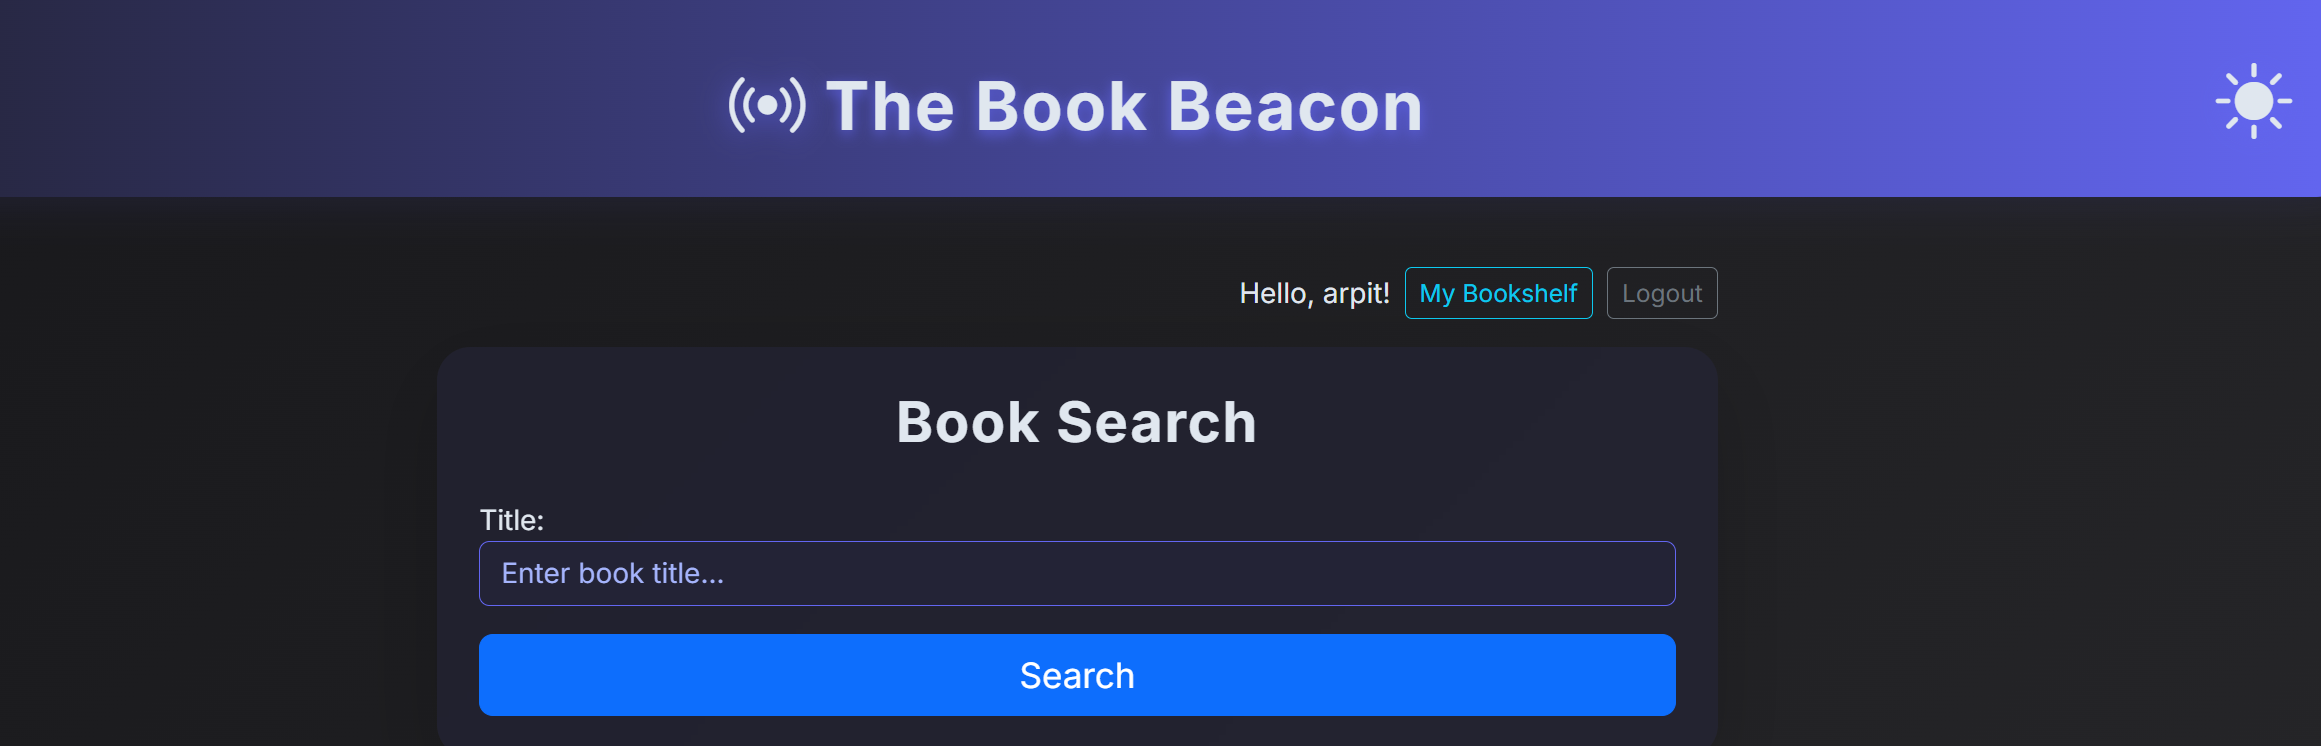 The Book Beacon
Hello, arpit! My Bookshelf Logout
Book Search
Title:
Enter book title...
Search